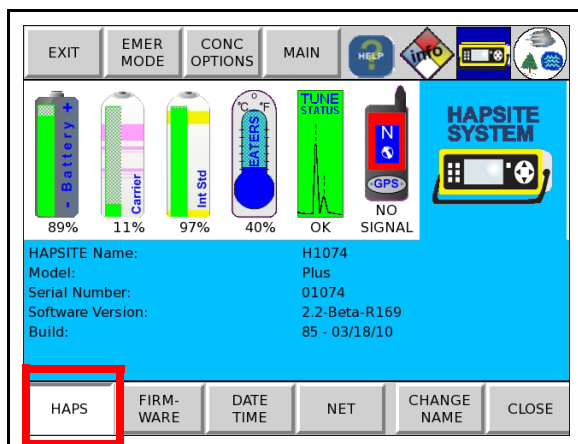 EXIT
EMER
MODE
CONC
OPTIONS
MAIN
HELP
info
- Battery +
Carrier
Int Std
°C °F
HEATERS
TUNE
STATUS
N
GPS
HAPSITE
SYSTEM
89%
11%
97%
40%
OK
NO
SIGNAL
HAPSITE Name: H1074
Model: Plus
Serial Number: 01074
Software Version: 2.2-Beta-R169
Build: 85 - 03/18/10
HAPS
FIRM-
WARE
DATE
TIME
NET
CHANGE
NAME
CLOSE